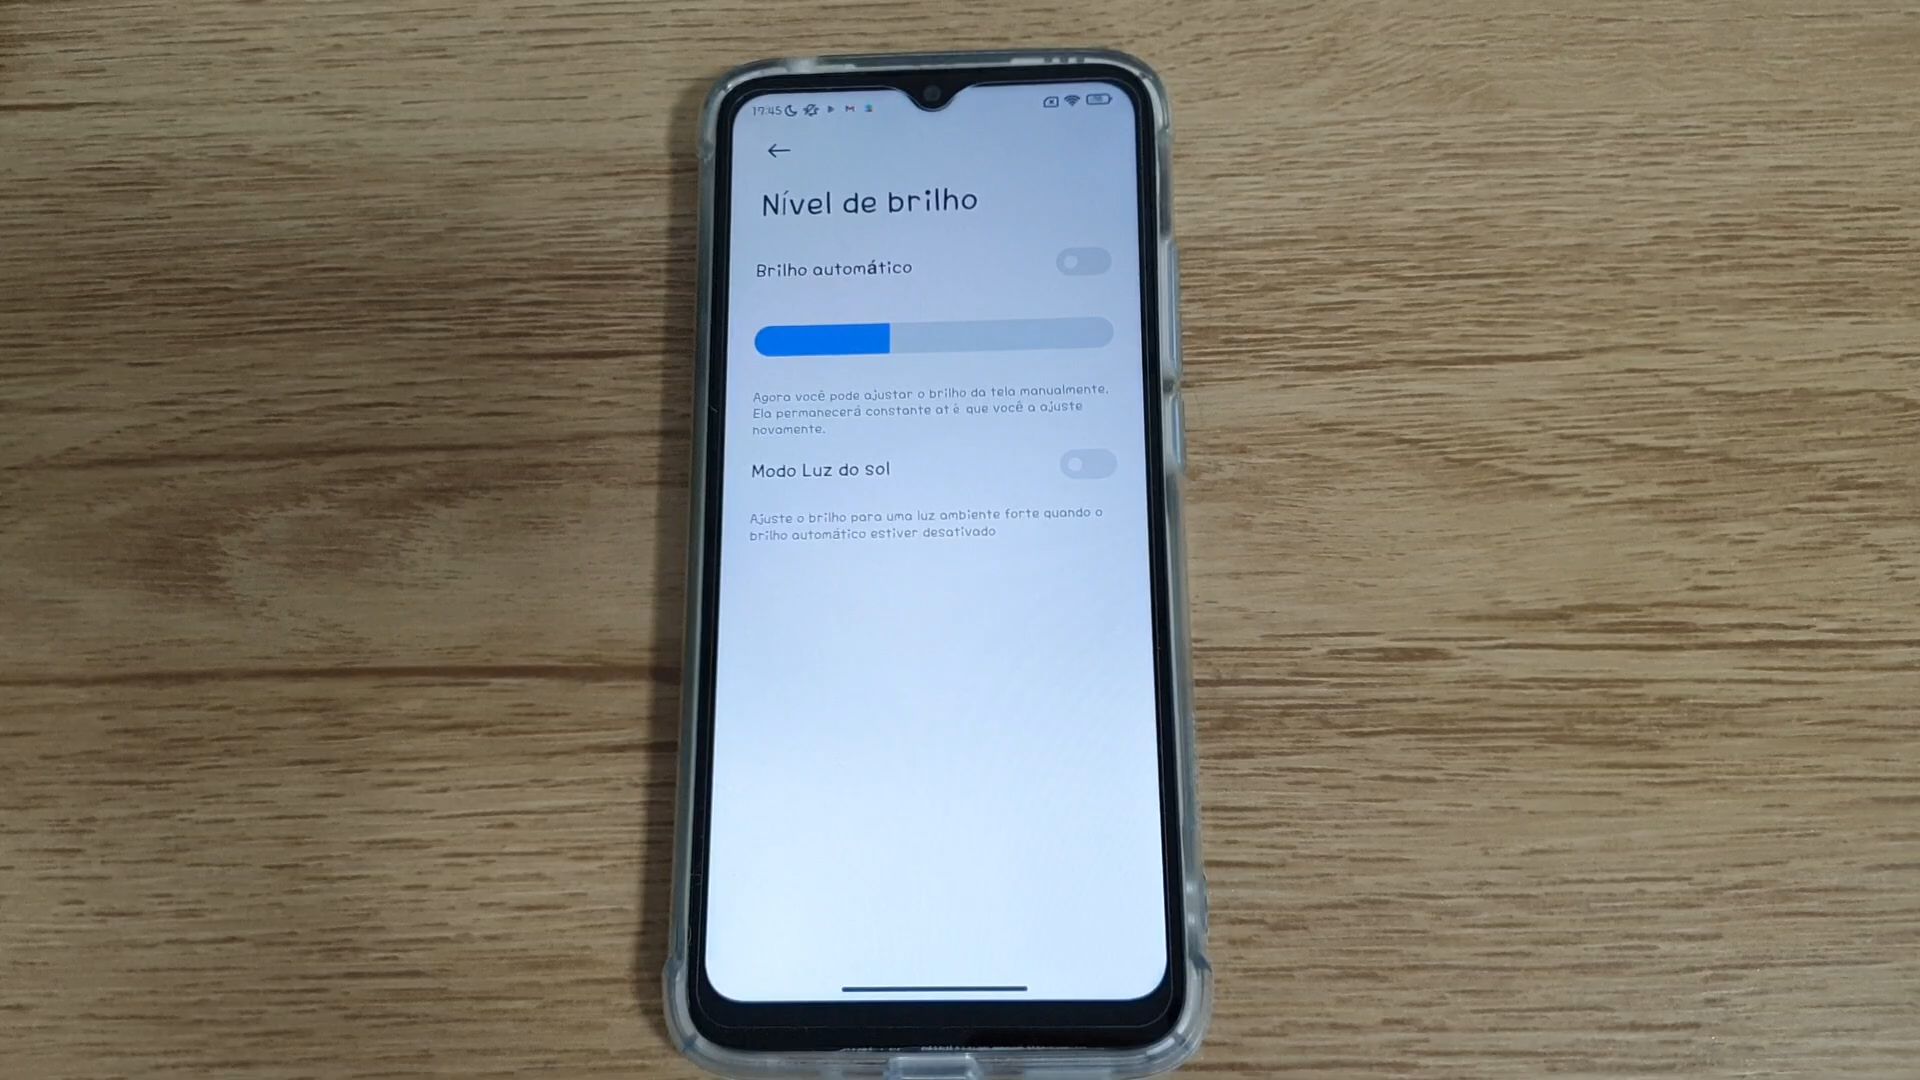 17:45
Nível de brilho
Brilho automático
Agora você pode ajustar o brilho da tela manualmente.
Ela permanecerá constante at é que você a ajuste
novamente.
Modo Luz do sol
Ajuste o brilho para uma luz ambiente forte quando o
brilho automático estiver desativado